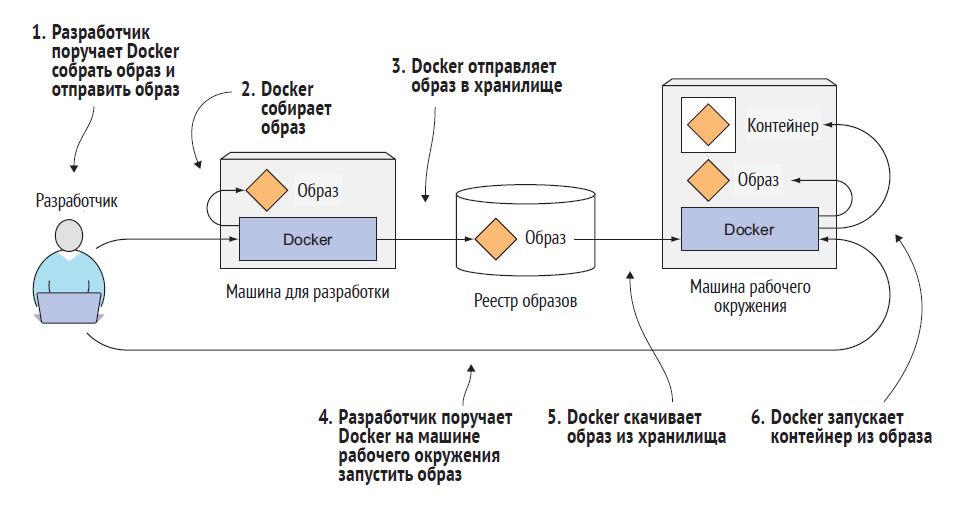 1. Разработчик
поручает Docker
собрать образ и
отправить образ
2. Docker
собирает
образ
3. Docker отправляет
образ в хранилище
Контейнер
Образ
Docker
Машина рабочего
окружения
Разработчик
Образ
Docker
Машина для разработки
Образ
Реестр образов
4. Разработчик поручает
Docker на машине
рабочего окружения
запустить образ
5. Docker скачивает
образ из хранилища
6. Docker запускает
контейнер из образа